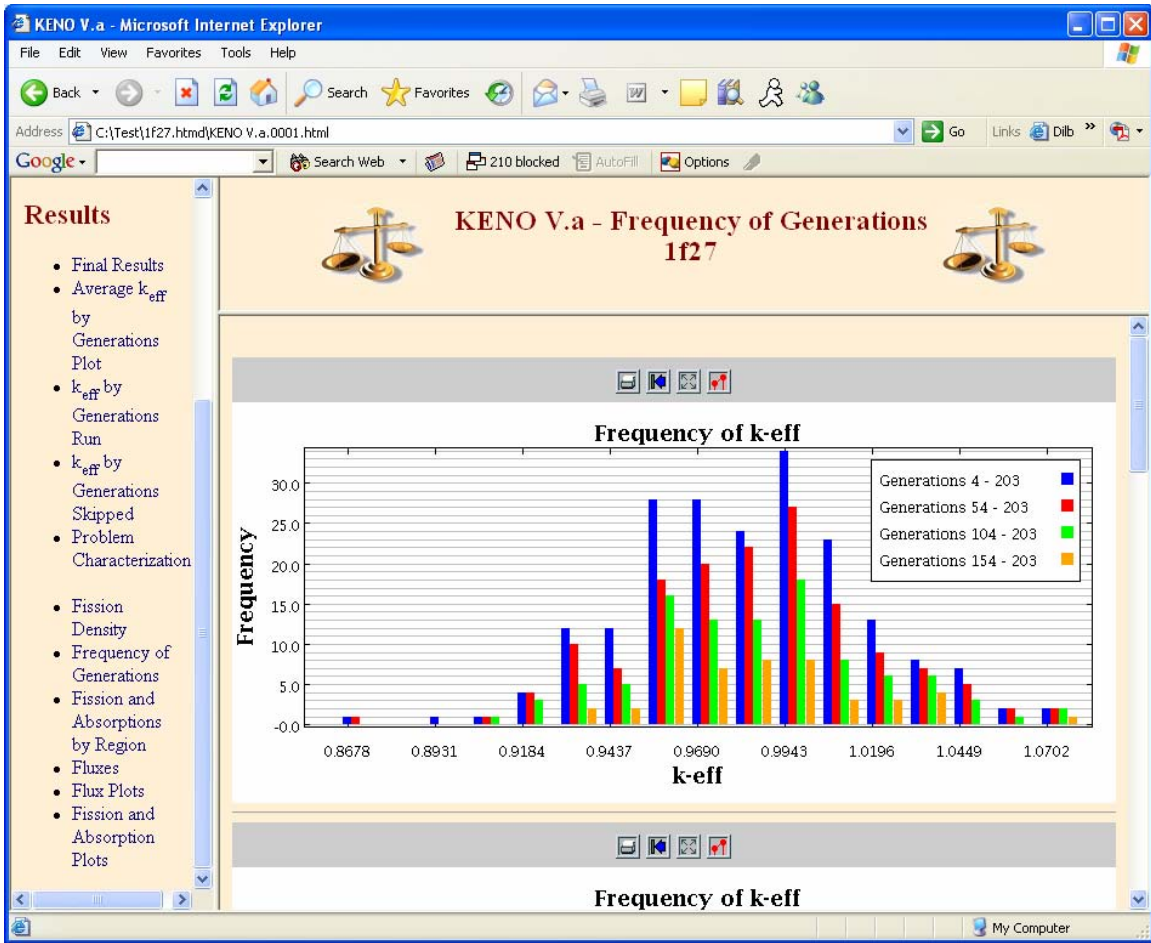 KENO V.a - Microsoft Internet Explorer
File Edit View Favorites Tools Help
Back Search Favorites
Address C:\Test\1f27.htmd\KENO V.a.0001.html Go Links Dilb »
Google Search Web 210 blocked AutoFill Options
Results
Final Results
Average keff
by
Generations
Plot
keff by
Generations
Run
keff by
Generations
Skipped
Problem
Characterization
Fission
Density
Frequency of
Generations
Fission and
Absorptions
by Region
Fluxes
Flux Plots
Fission and
Absorption
Plots
KENO V.a - Frequency of Generations
1f27
Frequency of k-eff
Generations 4 - 203
Generations 54 - 203
Generations 104 - 203
Generations 154 - 203
Frequency
30.0
25.0
20.0
15.0
10.0
5.0
-0.0
0.8678 0.8931 0.9184 0.9437 0.9690 0.9943 1.0196 1.0449 1.0702
k-eff
Frequency of k-eff
My Computer